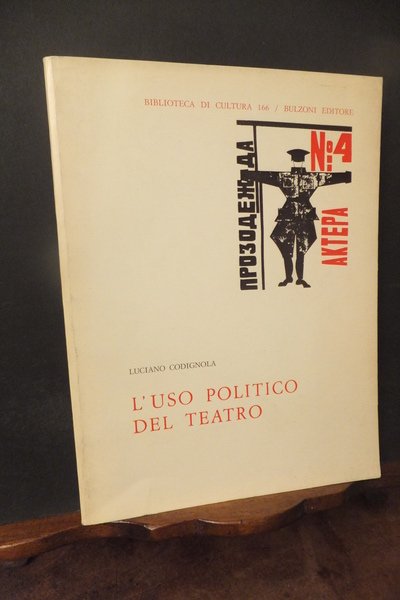 BIBLIOTECA DI CULTURA 166 / BULZONI EDITORE
ПРОЗОДЕЖДА
№4
АКТЕРА
LUCIANO CODIGNOLA
L'USO POLITICO
DEL TEATRO